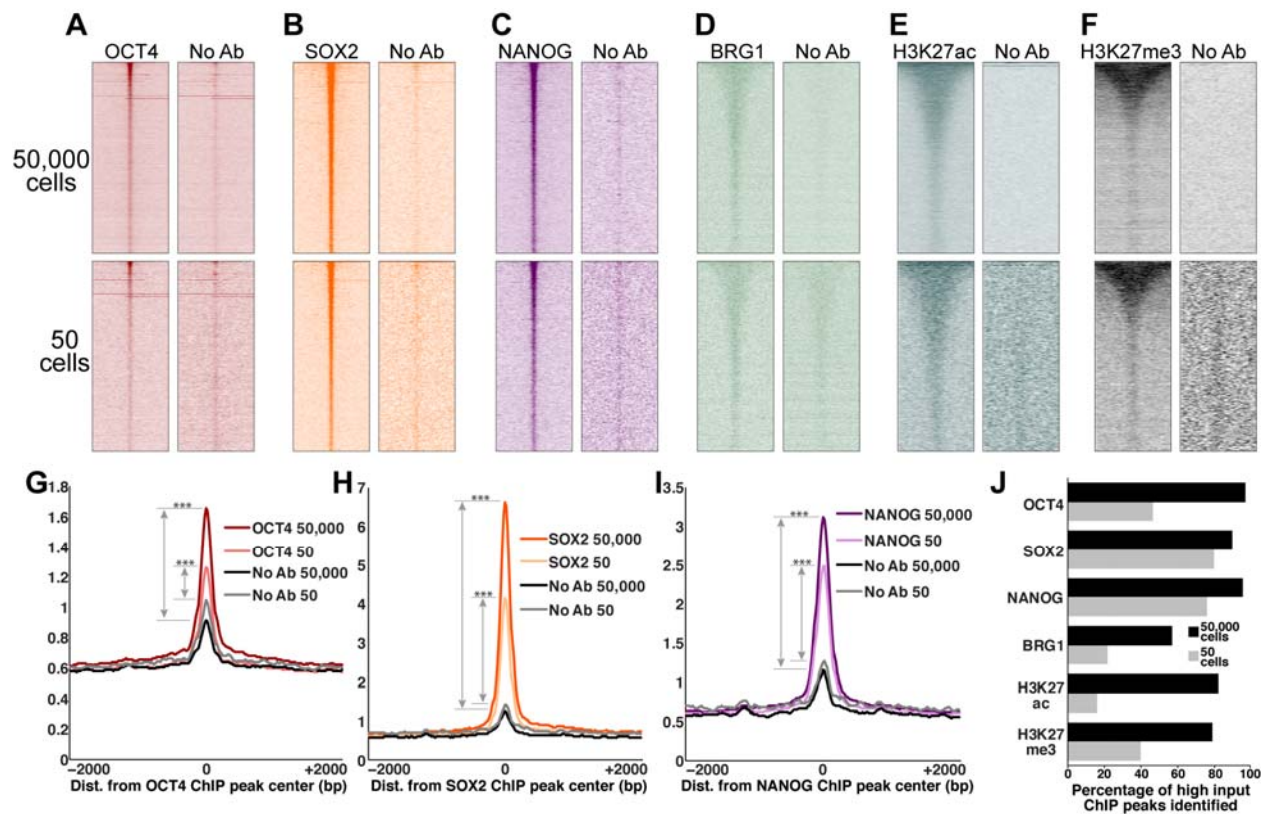 A B C D E F
OCT4 No Ab SOX2 No Ab NANOG No Ab BRG1 No Ab H3K27ac No Ab H3K27me3 No Ab
50,000
cells
50
cells
G
1.8
1.6
1.4
1.2
1
0.8
0.6
0.4
0.2
0
***
***
OCT4 50,000
OCT4 50
No Ab 50,000
No Ab 50
−2000 0 +2000
Dist. from OCT4 ChIP peak center (bp)
H
7
6
5
4
3
2
1
0
***
***
SOX2 50,000
SOX2 50
No Ab 50,000
No Ab 50
−2000 0 +2000
Dist. from SOX2 ChIP peak center (bp)
I
3.5
3
2.5
2
1.5
1
0.5
0
***
***
NANOG 50,000
NANOG 50
No Ab 50,000
No Ab 50
−2000 0 +2000
Dist. from NANOG ChIP peak center (bp)
J
OCT4
SOX2
NANOG
BRG1
H3K27
ac
H3K27
me3
50,000
cells
50
cells
0 20 40 60 80 100
Percentage of high input
ChIP peaks identified